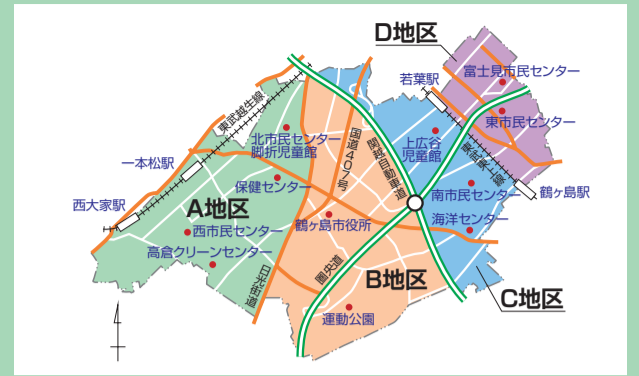 D地区
富士見市民センター
若葉駅
東武越生線
東市民センター
北市民センター
脚折児童館
国道407号
関越自動車道
上広谷
児童館
東武東上線
一本松駅
保健センター
南市民センター
鶴ヶ島駅
西大家駅
A地区
鶴ヶ島市役所
海洋センター
西市民センター
高倉クリーンセンター
日光街道
圏央道
B地区
C地区
運動公園